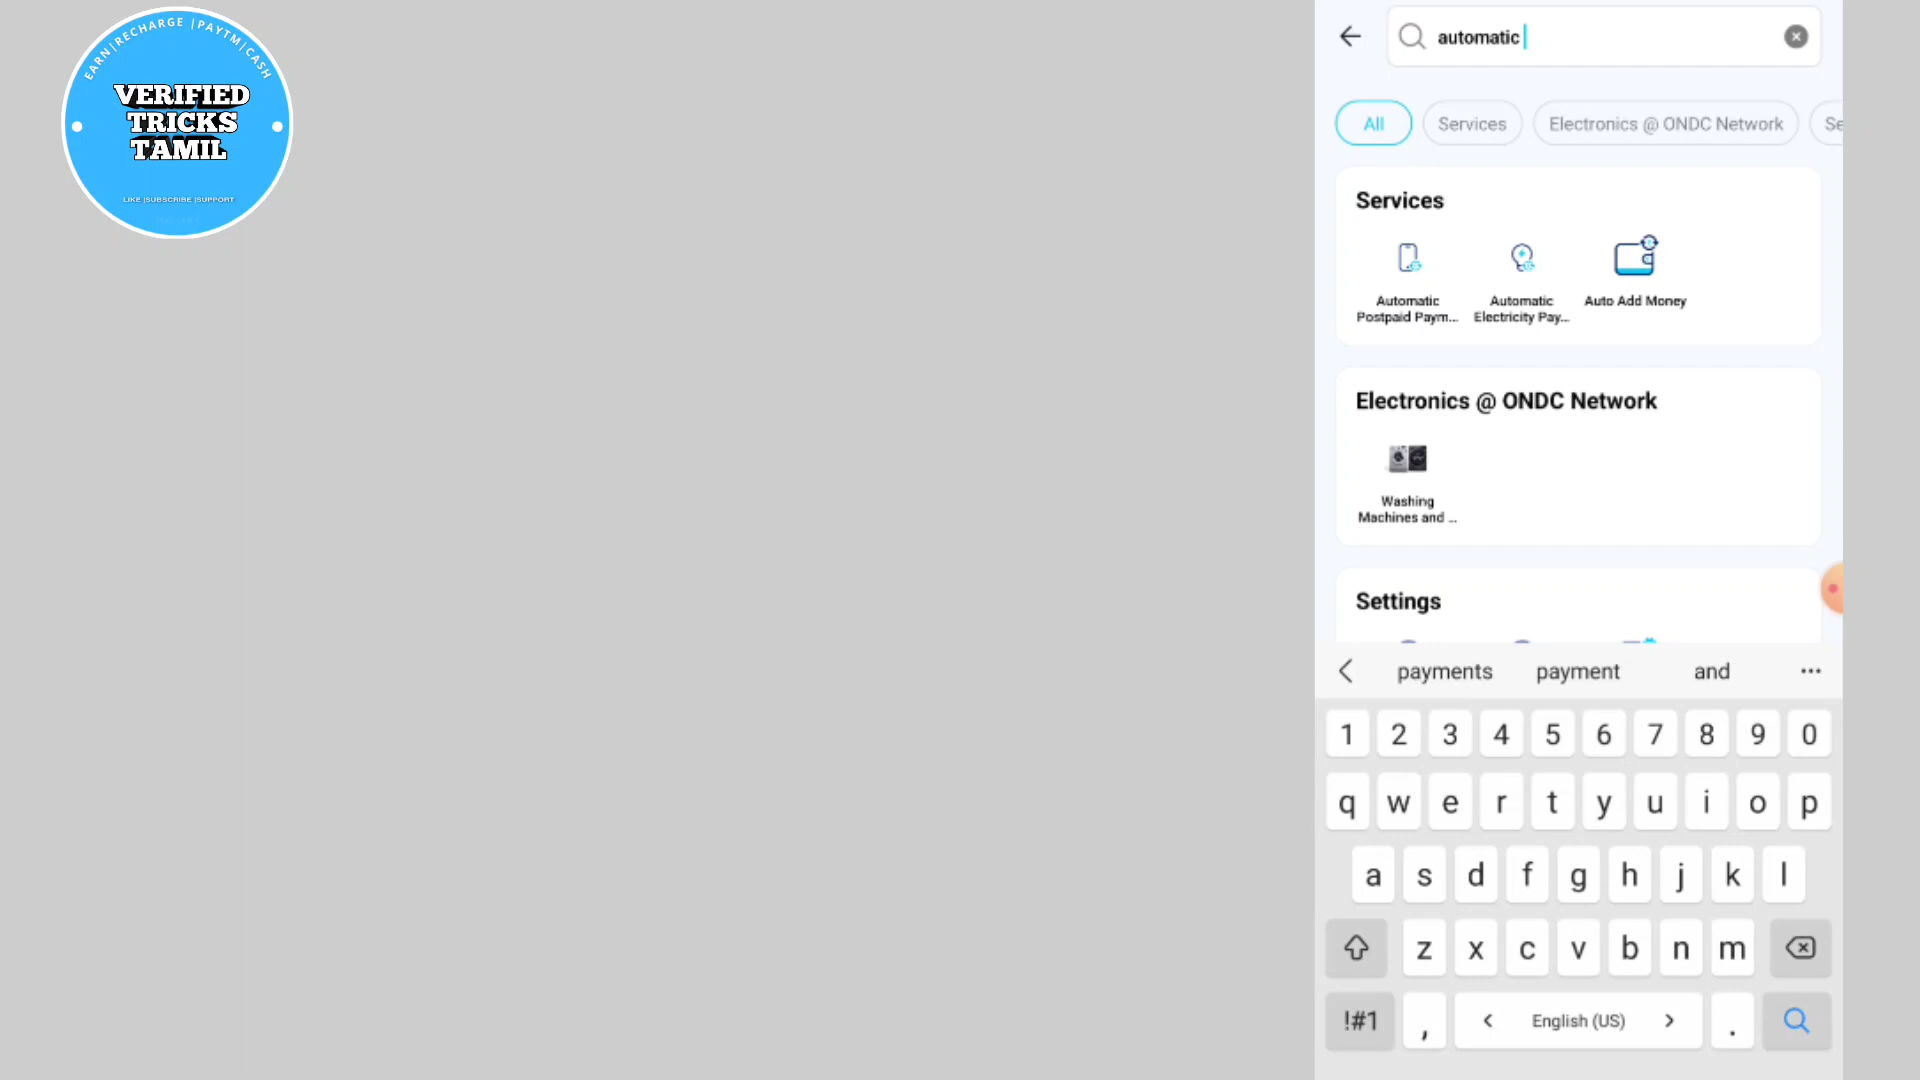 EARN|RECHARGE |PAYTM|CASH
VERIFIED
TRICKS
TAMIL
LIKE |SUBSCRIBE |SUPPORT
automatic
All Services Electronics @ ONDC Network Se
Services
Automatic
Postpaid Paym...
Automatic
Electricity Pay...
Auto Add Money
Electronics @ ONDC Network
Washing
Machines and ...
Settings
payments payment and
1 2 3 4 5 6 7 8 9 0
q w e r t y u i o p
a s d f g h j k l
z x c v b n m
!#1 , < English (US) > .